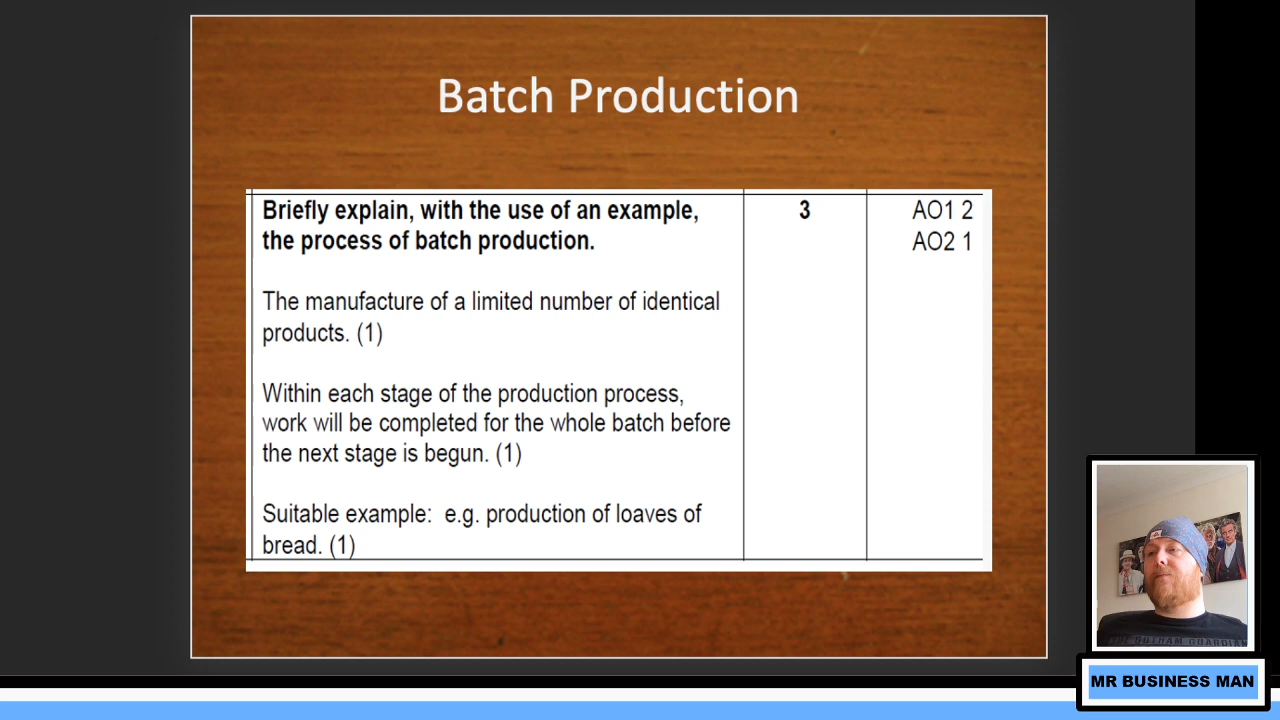 Batch Production
Briefly explain, with the use of an example, 3 AO1 2
the process of batch production. AO2 1
The manufacture of a limited number of identical
products. (1)
Within each stage of the production process,
work will be completed for the whole batch before
the next stage is begun. (1)
Suitable example: e.g. production of loaves of
bread. (1)
MR BUSINESS MAN